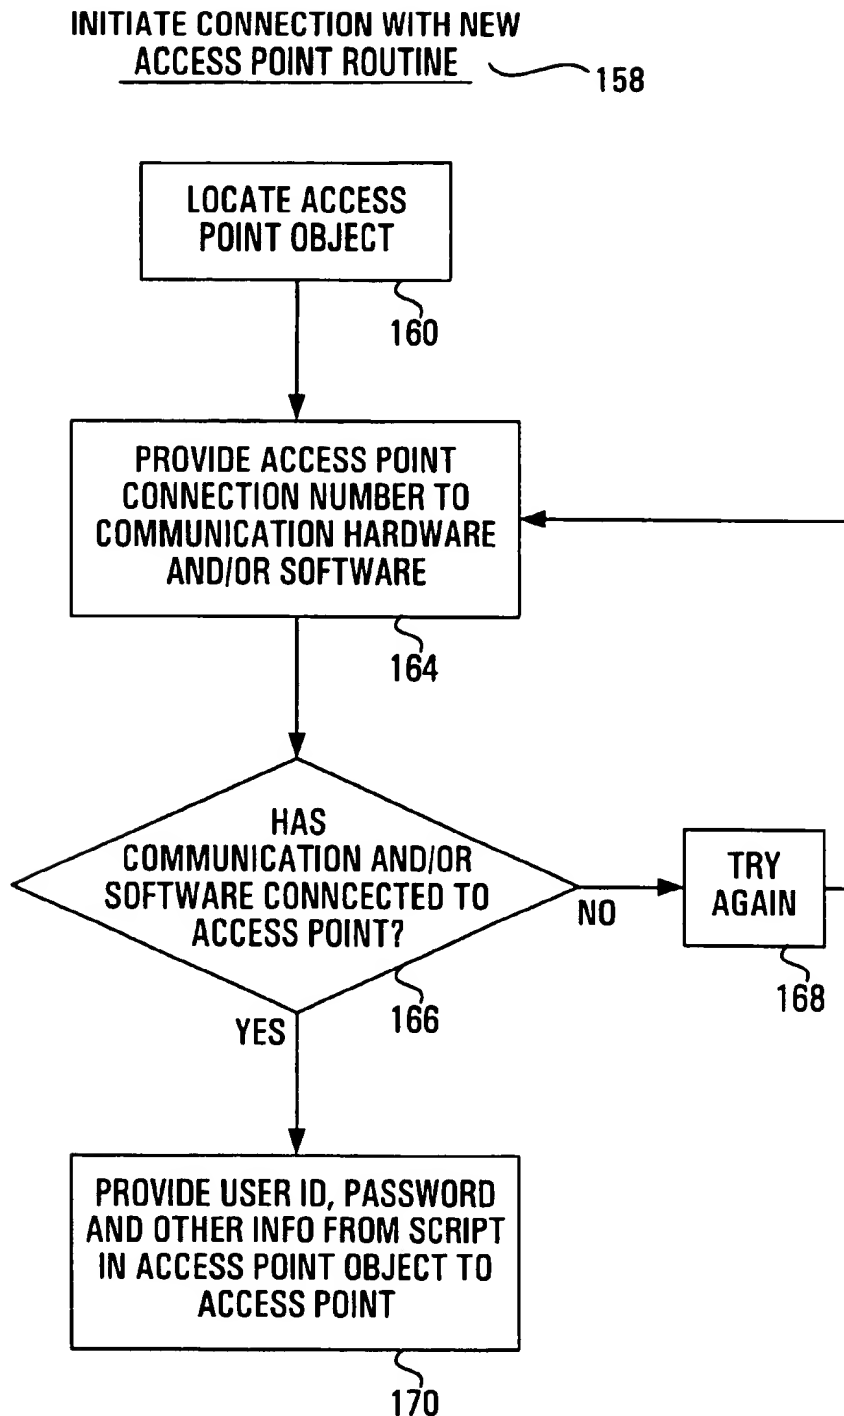 INITIATE CONNECTION WITH NEW
ACCESS POINT ROUTINE
158
LOCATE ACCESS
POINT OBJECT
160
PROVIDE ACCESS POINT
CONNECTION NUMBER TO
COMMUNICATION HARDWARE
AND/OR SOFTWARE
164
HAS
COMMUNICATION AND/OR
SOFTWARE CONNCECTED TO
ACCESS POINT?
166
NO
TRY
AGAIN
168
YES
PROVIDE USER ID, PASSWORD
AND OTHER INFO FROM SCRIPT
IN ACCESS POINT OBJECT TO
ACCESS POINT
170